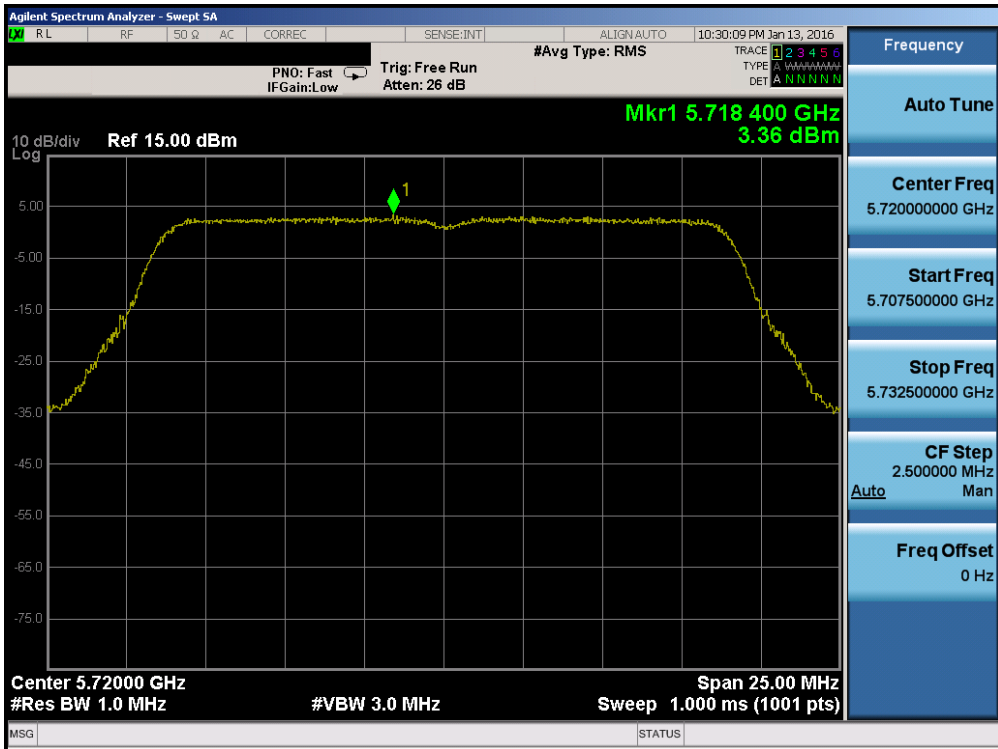 Agilent Spectrum Analyzer - Swept SA
LXI RL RF 50 Ω AC CORREC SENSE:INT ALIGN AUTO 10:30:09 PM Jan 13, 2016
PNO: Fast
IFGain:Low
Trig: Free Run
Atten: 26 dB
#Avg Type: RMS
TRACE 1 2 3 4 5 6
TYPE A WWWWW
DET A N N N N N
Mkr1 5.718 400 GHz
3.36 dBm
10 dB/div Ref 15.00 dBm
Log
1
5.00
-5.00
-15.0
-25.0
-35.0
-45.0
-55.0
-65.0
-75.0
Center 5.72000 GHz Span 25.00 MHz
#Res BW 1.0 MHz #VBW 3.0 MHz Sweep 1.000 ms (1001 pts)
MSG STATUS
Frequency
Auto Tune
Center Freq
5.720000000 GHz
Start Freq
5.707500000 GHz
Stop Freq
5.732500000 GHz
CF Step
2.500000 MHz
Auto Man
Freq Offset
0 Hz